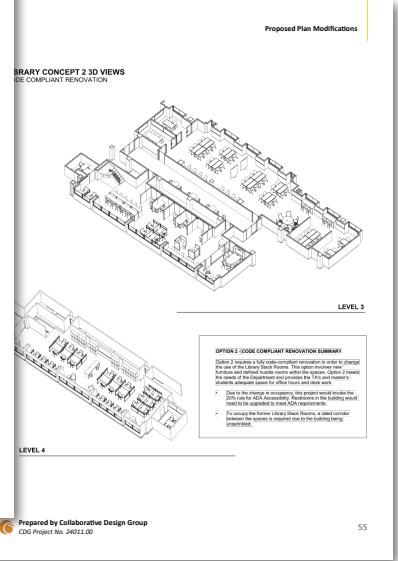 Proposed Plan Modifications
BRARY CONCEPT 2 3D VIEWS
DE COMPLIANT RENOVATION
LEVEL 3
OPTION 2 - CODE COMPLIANT RENOVATION SUMMARY
Option 2 requires a fully code-compliant renovation in order to change
the use of the Library Stack Rooms. This option involves new
furniture and defined huddle rooms within the spaces. Option 2 meets
the needs of the Department and provides the TA's and master's
students adequate space for office hours and desk work.
• Due to the change in occupancy, this project would invoke the
20% rule for ADA Accessibility. Restrooms in the building would
need to be upgraded to meet ADA requirements.
• To occupy the former Library Stack Rooms, a rated corridor
between the spaces is required due to the building being
unsprinkled.
LEVEL 4
Prepared by Collaborative Design Group
CDG Project No. 24011.00
55